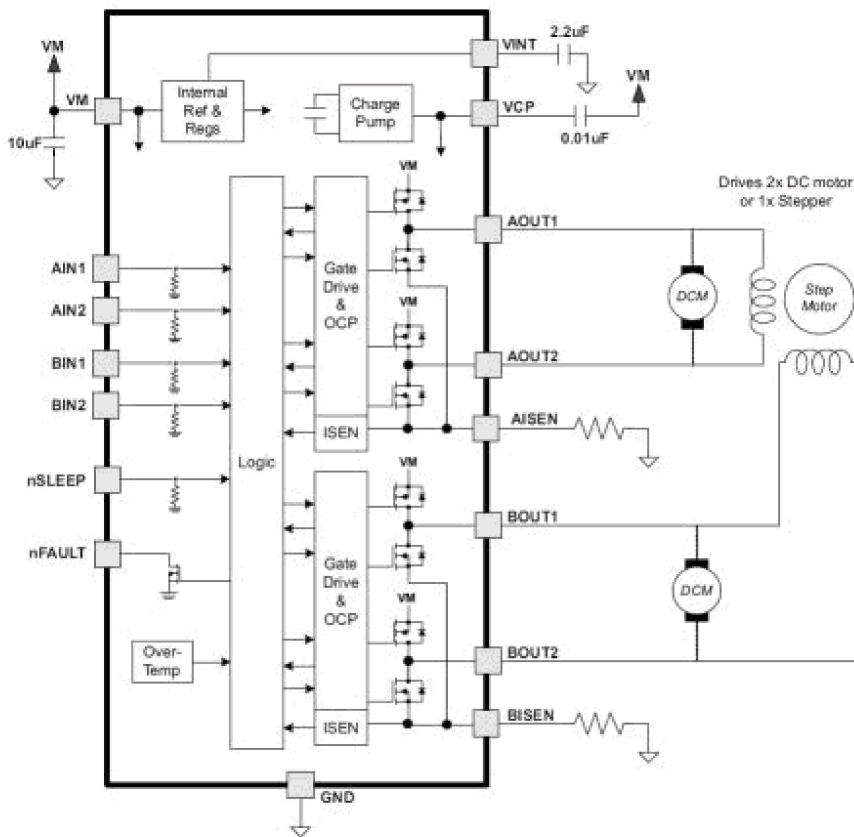 2.2uF
VINT
VM
VM
VM
Internal
Ref &
Regs
Charge
Pump
VCP
10uF
0.01uF
VM
Drives 2x DC motor
or 1x Stepper
AOUT1
AIN1
Gate
Drive
&
OCP
DCM
Step
Motor
AIN2
VM
BIN1
AOUT2
BIN2
ISEN
AISEN
Logic
VM
nSLEEP
BOUT1
nFAULT
Gate
Drive
&
OCP
DCM
VM
Over-
Temp
BOUT2
ISEN
BISEN
GND